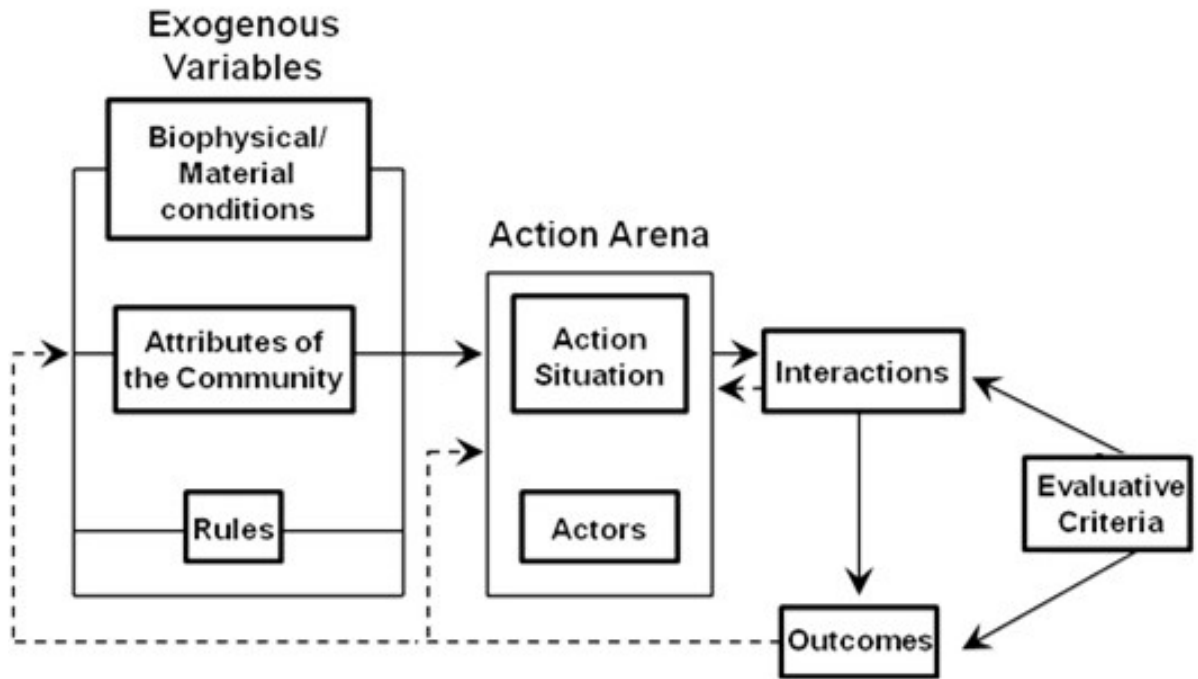 Exogenous
Variables
Biophysical/
Material
conditions
Attributes of
the Community
Rules
Action Arena
Action
Situation
Actors
Interactions
Evaluative
Criteria
Outcomes